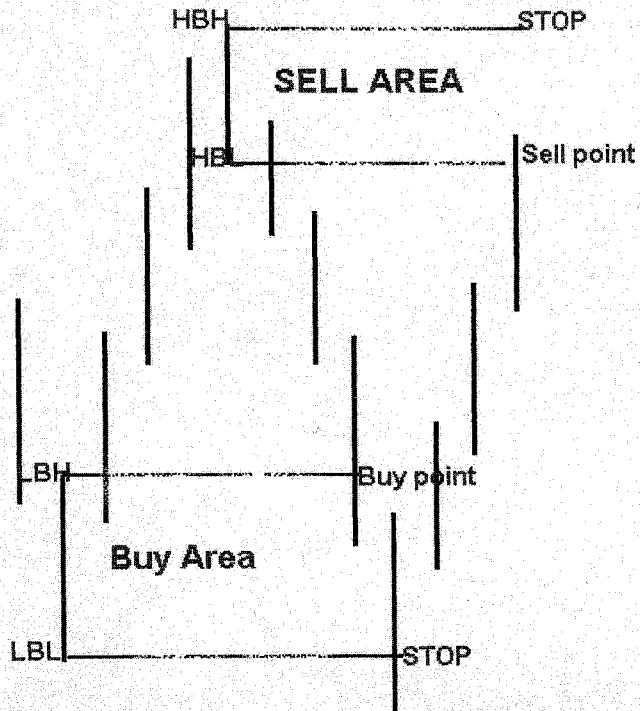 HBH STOP
SELL AREA
HBL Sell point
LBH Buy point
Buy Area
LBL STOP